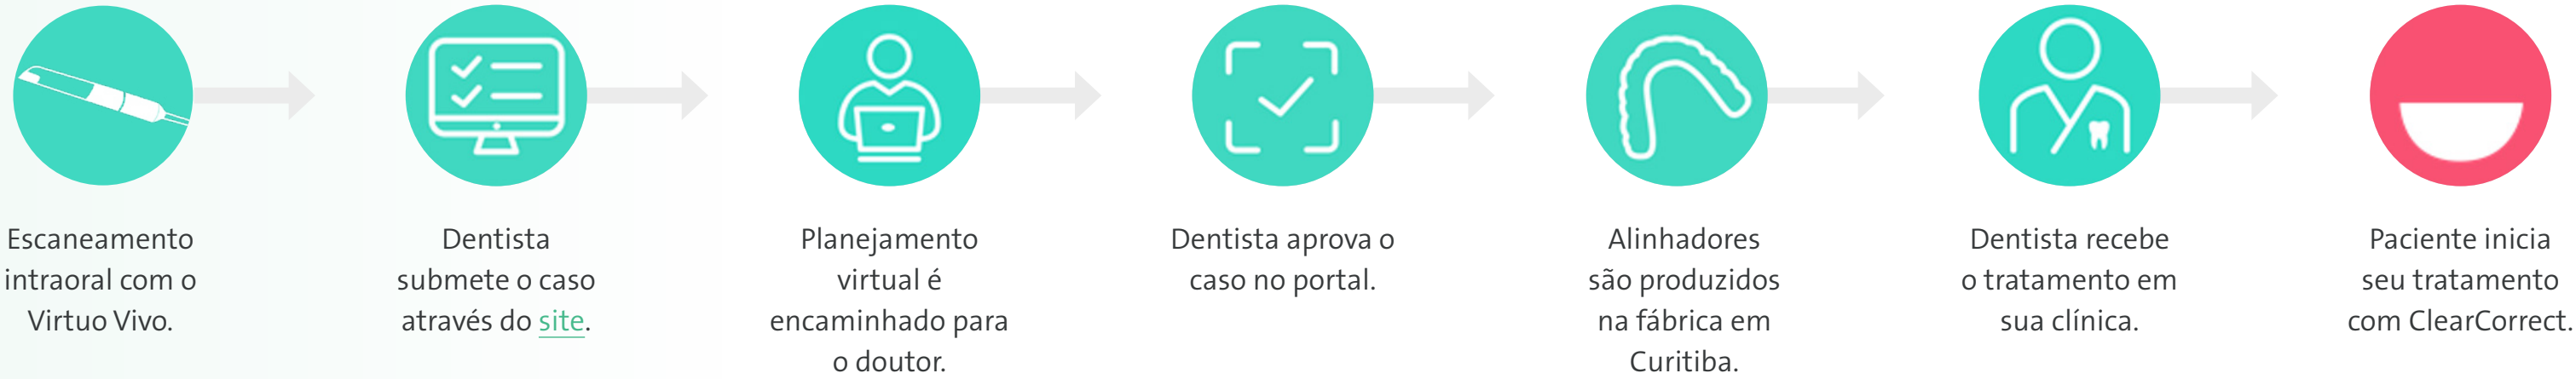 Escaneamento
intraoral com o
Virtuo Vivo.
Dentista
submete o caso
através do site.
Planejamento
virtual é
encaminhado para
o doutor.
Dentista aprova o
caso no portal.
Alinhadores
são produzidos
na fábrica em
Curitiba.
Dentista recebe
o tratamento em
sua clínica.
Paciente inicia
seu tratamento
com ClearCorrect.